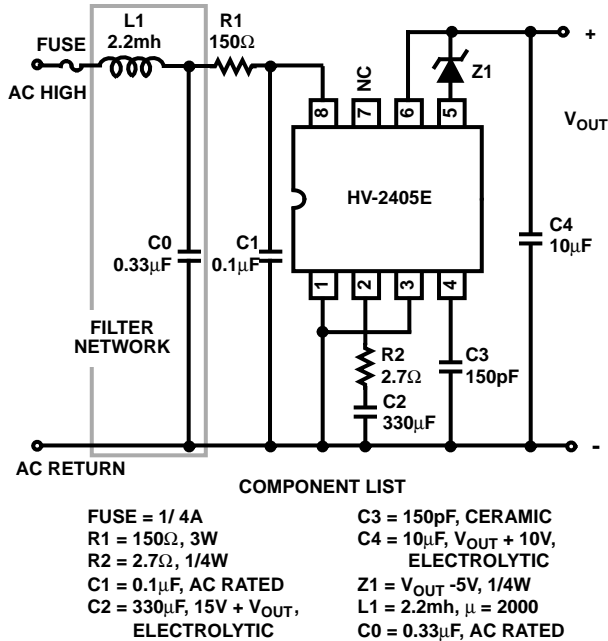 L1
2.2mh
R1
150Ω
FUSE
AC HIGH
NC
Z1
+
8
7
6
5
V_OUT
HV-2405E
C0
0.33µF
C1
0.1µF
C4
10µF
1
2
3
4
FILTER
NETWORK
R2
2.7Ω
C3
150pF
C2
330µF
AC RETURN
-
COMPONENT LIST
FUSE = 1/ 4A
R1 = 150Ω, 3W
R2 = 2.7Ω, 1/4W
C1 = 0.1µF, AC RATED
C2 = 330µF, 15V + V_OUT,
ELECTROLYTIC
C3 = 150pF, CERAMIC
C4 = 10µF, V_OUT + 10V,
ELECTROLYTIC
Z1 = V_OUT -5V, 1/4W
L1 = 2.2mh, µ = 2000
C0 = 0.33µF, AC RATED